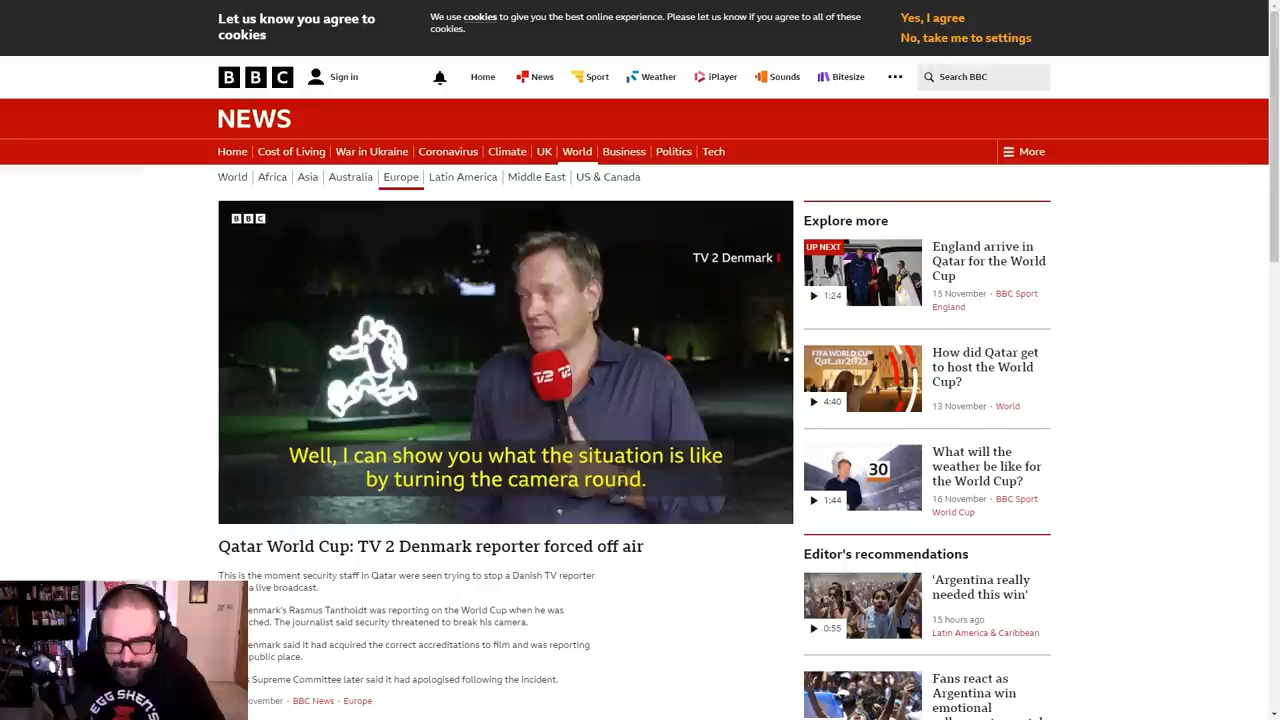 Let us know you agree to
cookies
We use cookies to give you the best online experience. Please let us know if you agree to all of these
cookies.
Yes, I agree
No, take me to settings
BBC
Sign in
Home
News
Sport
Weather
iPlayer
Sounds
Bitesize
Search BBC
NEWS
Home
Cost of Living
War in Ukraine
Coronavirus
Climate
UK
World
Business
Politics
Tech
More
World
Africa
Asia
Australia
Europe
Latin America
Middle East
US & Canada
BBC
TV 2 Denmark
Well, I can show you what the situation is like
by turning the camera round.
Qatar World Cup: TV 2 Denmark reporter forced off air
This is the moment security staff in Qatar were seen trying to stop a Danish TV reporter
a live broadcast.
enmark's Rasmus Tantholdt was reporting on the World Cup when he was
ched. The journalist said security threatened to break his camera.
enmark said it had acquired the correct accreditations to film and was reporting
public place.
Supreme Committee later said it had apologised following the incident.
ovember · BBC News · Europe
Explore more
UP NEXT
1:24
England arrive in
Qatar for the World
Cup
15 November · BBC Sport
England
FIFA WORLD CUP
4:40
How did Qatar get
to host the World
Cup?
13 November · World
30
1:44
What will the
weather be like for
the World Cup?
16 November · BBC Sport
World Cup
Editor's recommendations
0:55
'Argentina really
needed this win'
15 hours ago
Latin America & Caribbean
Fans react as
Argentina win
emotional
EGG SHEN'S